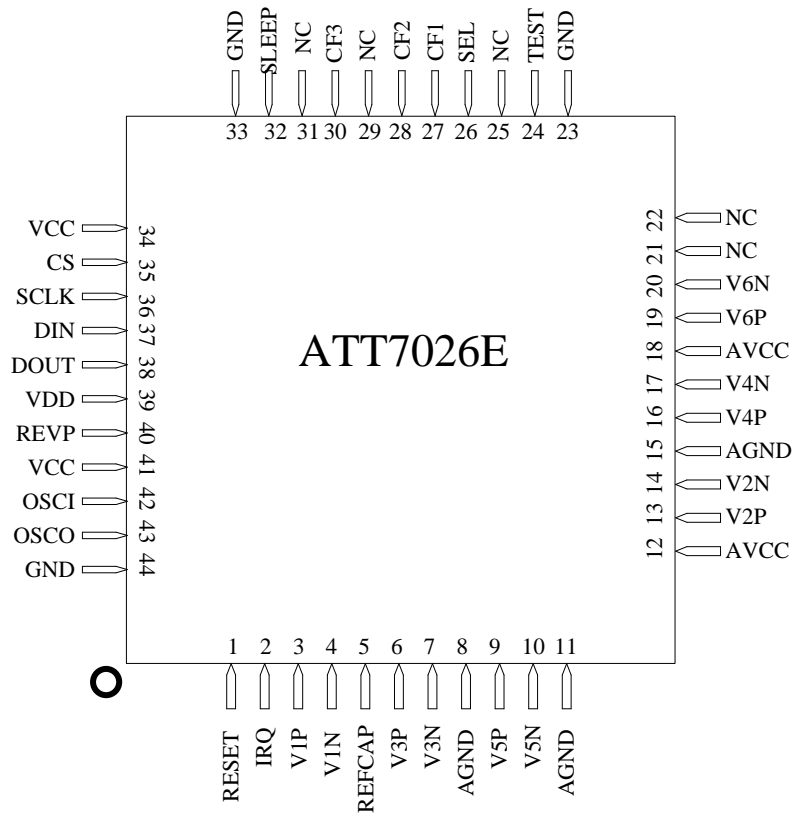 GND SLEEP NC CF3 NC CF2 CF1 SEL NC TEST GND
33 32 31 30 29 28 27 26 25 24 23
VCC 34
CS 35
SCLK 36
DIN 37
DOUT 38
VDD 39
REVP 40
VCC 41
OSCI 42
OSCO 43
GND 44
ATT7026E
22 NC
21 NC
20 V6N
19 V6P
18 AVCC
17 V4N
16 V4P
15 AGND
14 V2N
13 V2P
12 AVCC
1 2 3 4 5 6 7 8 9 10 11
RESET IRQ V1P V1N REFCAP V3P V3N AGND V5P V5N AGND